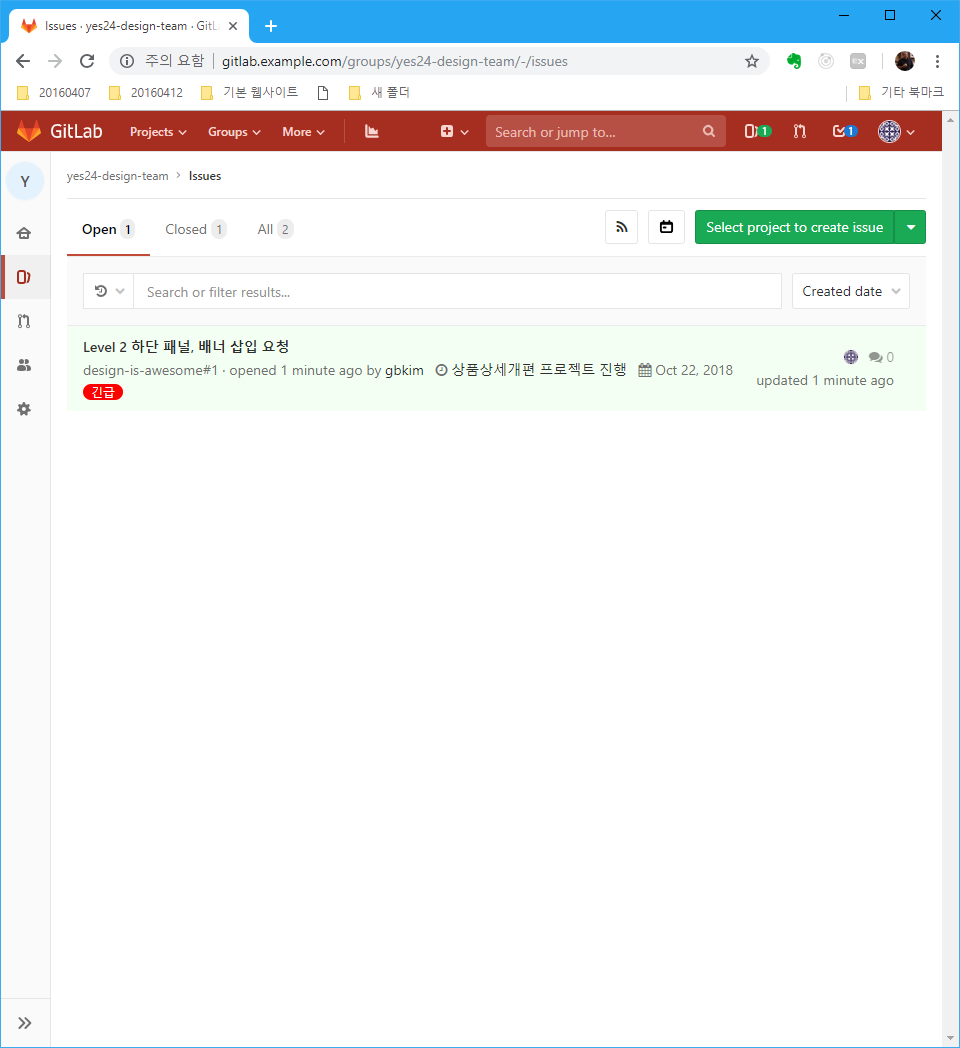 Issues · yes24-design-team · GitL
주의 요함 gitlab.example.com/groups/yes24-design-team/-/issues
20160407 20160412 기본 웹사이트 새 폴더 기타 북마크
GitLab Projects Groups More Search or jump to... 1 1
Y yes24-design-team › Issues
Open 1 Closed 1 All 2 Select project to create issue
Search or filter results... Created date
Level 2 하단 패널, 배너 삽입 요청 0
design-is-awesome#1 · opened 1 minute ago by gbkim 상품상세개편 프로젝트 진행 Oct 22, 2018
updated 1 minute ago
긴급